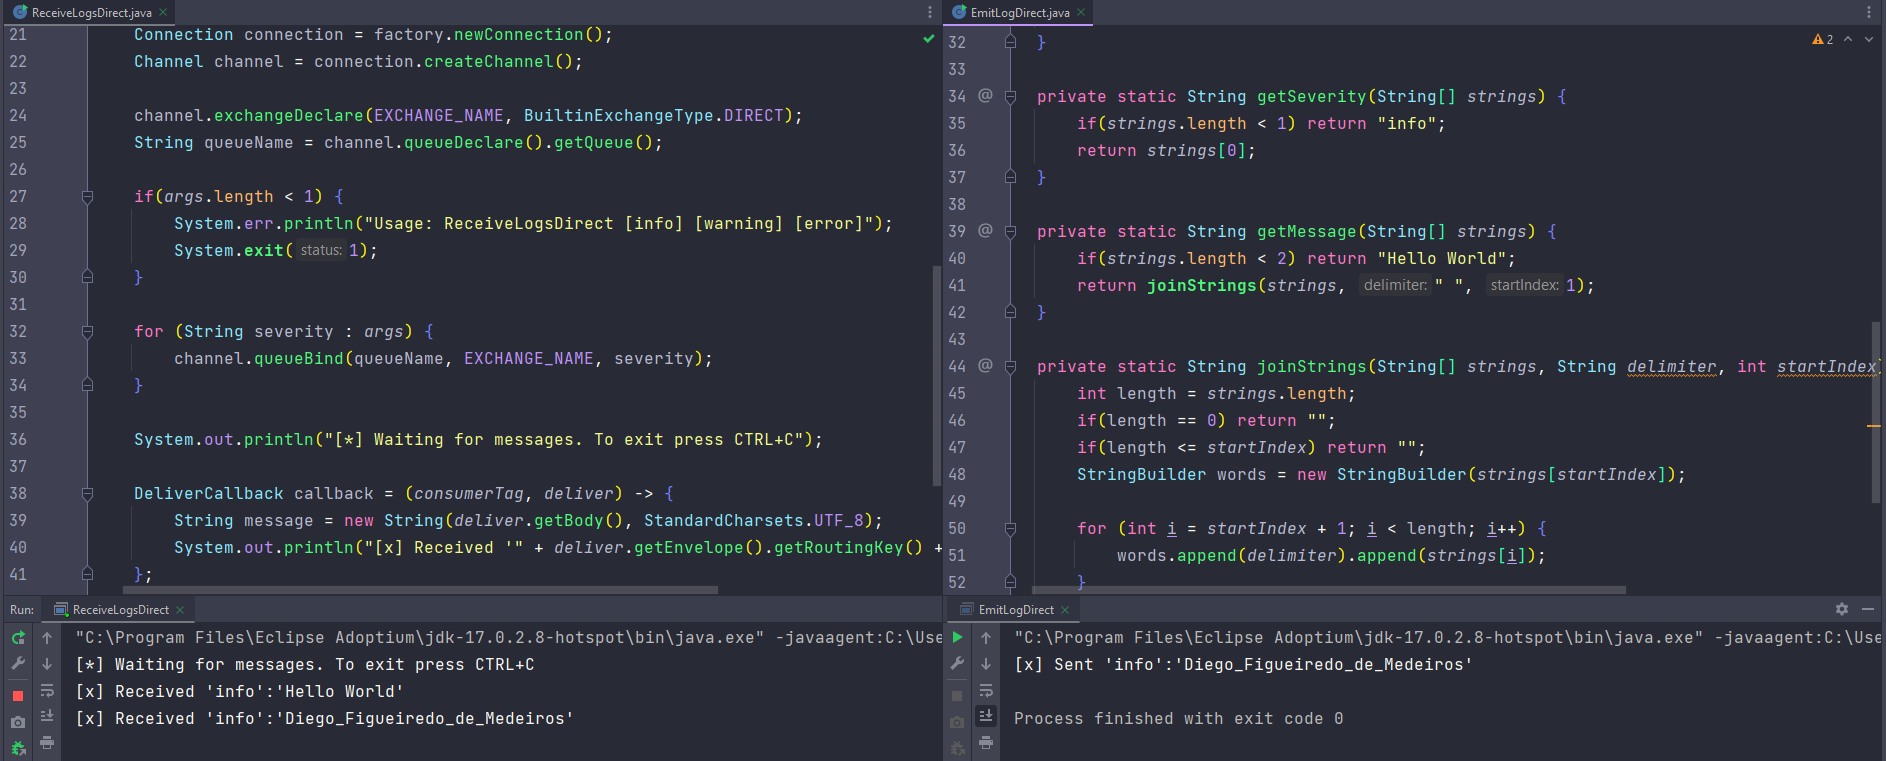 ReceiveLogsDirect.java
21 Connection connection = factory.newConnection();
22 Channel channel = connection.createChannel();
23
24 channel.exchangeDeclare(EXCHANGE_NAME, BuiltinExchangeType.DIRECT);
25 String queueName = channel.queueDeclare().getQueue();
26
27 if(args.length < 1) {
28 System.err.println("Usage: ReceiveLogsDirect [info] [warning] [error]");
29 System.exit( status: 1);
30 }
31
32 for (String severity : args) {
33 channel.queueBind(queueName, EXCHANGE_NAME, severity);
34 }
35
36 System.out.println("[*] Waiting for messages. To exit press CTRL+C");
37
38 DeliverCallback callback = (consumerTag, deliver) -> {
39 String message = new String(deliver.getBody(), StandardCharsets.UTF_8);
40 System.out.println("[x] Received '" + deliver.getEnvelope().getRoutingKey() +
41 };
Run: ReceiveLogsDirect
"C:\Program Files\Eclipse Adoptium\jdk-17.0.2.8-hotspot\bin\java.exe" -javaagent:C:\Use
[*] Waiting for messages. To exit press CTRL+C
[x] Received 'info':'Hello World'
[x] Received 'info':'Diego_Figueiredo_de_Medeiros'
EmitLogDirect.java
2
32 }
33
34 @ private static String getSeverity(String[] strings) {
35 if(strings.length < 1) return "info";
36 return strings[0];
37 }
38
39 @ private static String getMessage(String[] strings) {
40 if(strings.length < 2) return "Hello World";
41 return joinStrings(strings, delimiter: " ", startIndex: 1);
42 }
43
44 @ private static String joinStrings(String[] strings, String delimiter, int startIndex)
45 int length = strings.length;
46 if(length == 0) return "";
47 if(length <= startIndex) return "";
48 StringBuilder words = new StringBuilder(strings[startIndex]);
49
50 for (int i = startIndex + 1; i < length; i++) {
51 words.append(delimiter).append(strings[i]);
52 }
EmitLogDirect
"C:\Program Files\Eclipse Adoptium\jdk-17.0.2.8-hotspot\bin\java.exe" -javaagent:C:\Use
[x] Sent 'info':'Diego_Figueiredo_de_Medeiros'
Process finished with exit code 0